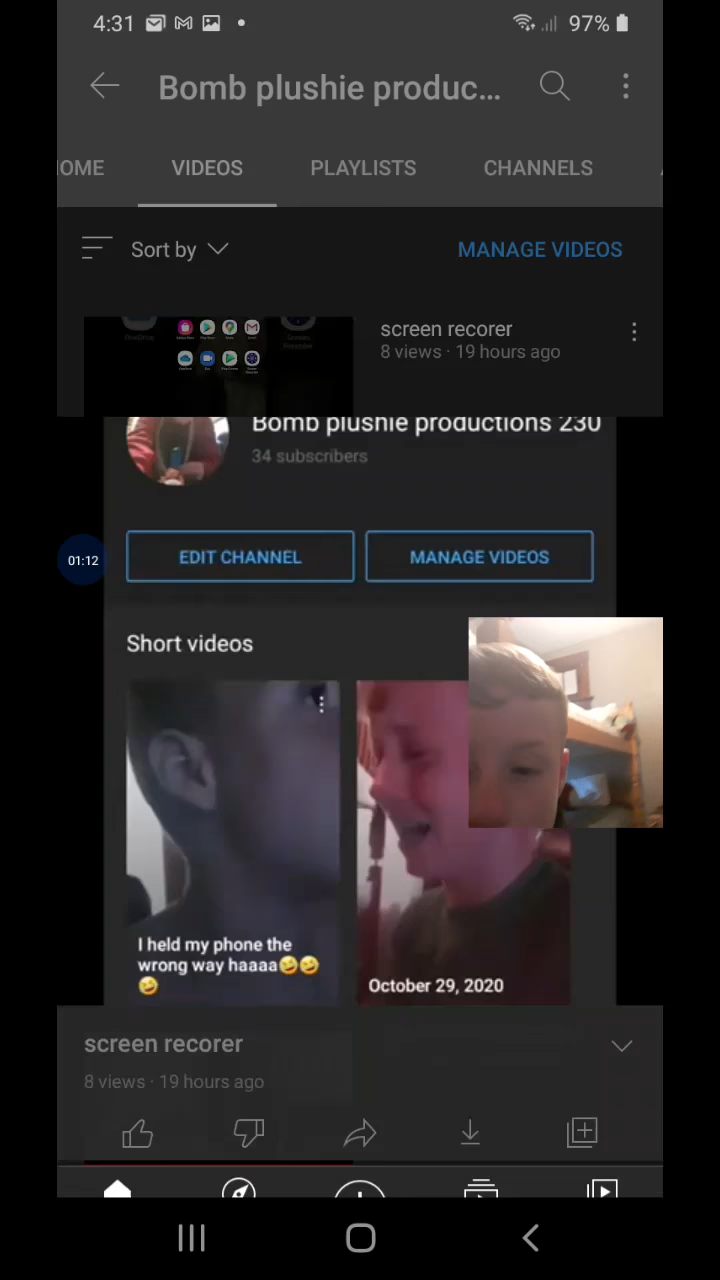 4:31
97%
Bomb plushie produc...
OME
VIDEOS
PLAYLISTS
CHANNELS
Sort by
MANAGE VIDEOS
screen recorer
8 views · 19 hours ago
Bomb plushie productions 230
34 subscribers
01:12
EDIT CHANNEL
MANAGE VIDEOS
Short videos
I held my phone the
wrong way haaaa🤣🤣
🤣
October 29, 2020
screen recorer
8 views · 19 hours ago